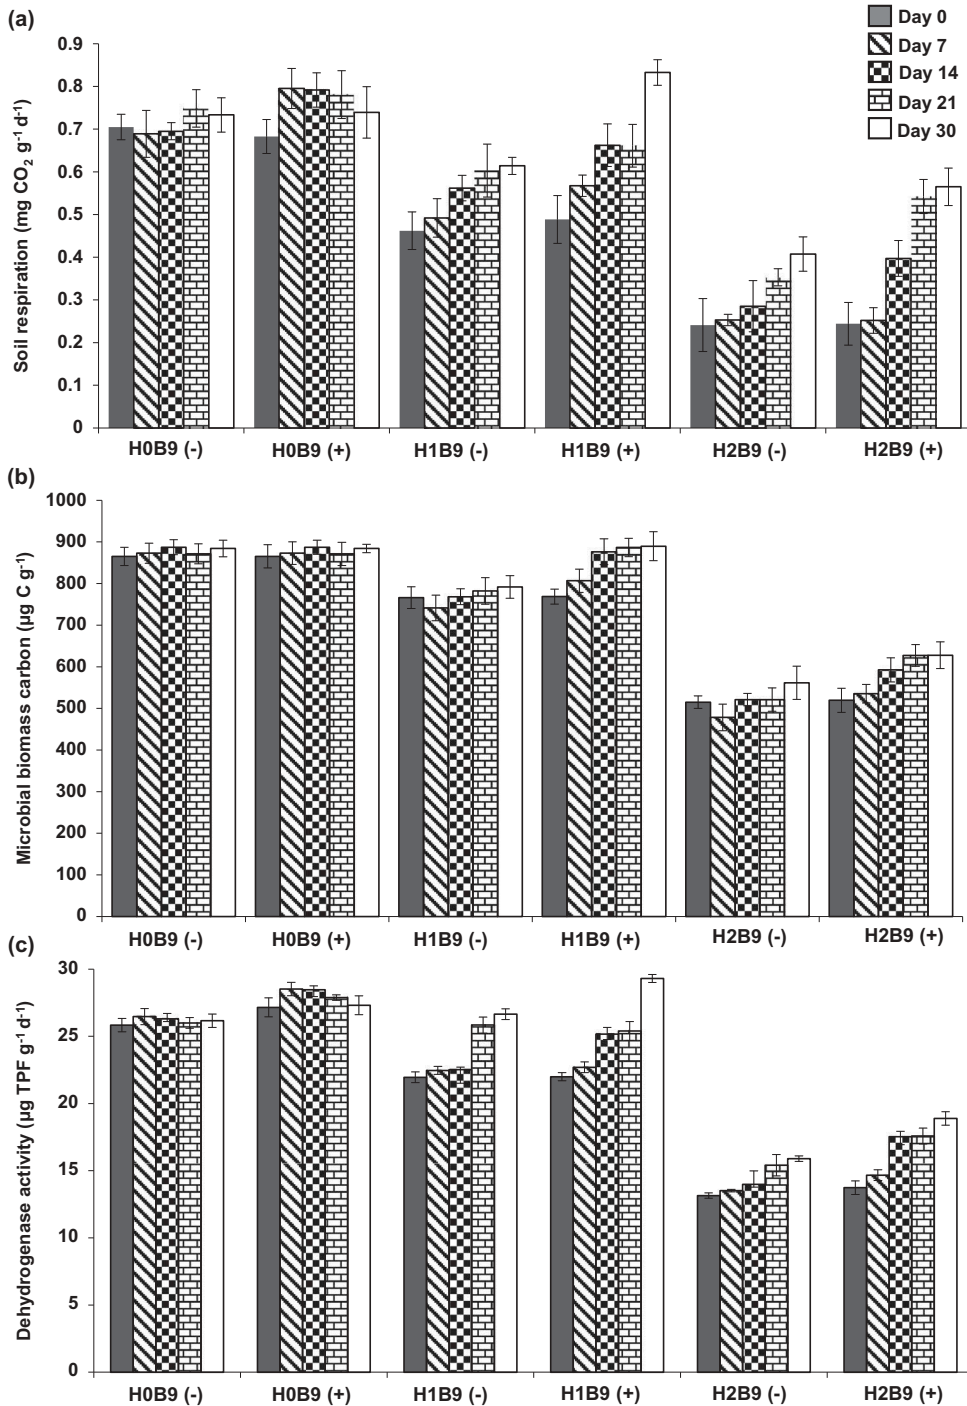 (a)
Day 0
Day 7
Day 14
Day 21
Day 30
Soil respiration (mg CO₂ g⁻¹ d⁻¹)
0.9
0.8
0.7
0.6
0.5
0.4
0.3
0.2
0.1
0
H0B9 (-) H0B9 (+) H1B9 (-) H1B9 (+) H2B9 (-) H2B9 (+)
(b)
Microbial biomass carbon (µg C g⁻¹)
1000
900
800
700
600
500
400
300
200
100
0
H0B9 (-) H0B9 (+) H1B9 (-) H1B9 (+) H2B9 (-) H2B9 (+)
(c)
Dehydrogenase activity (µg TPF g⁻¹ d⁻¹)
30
25
20
15
10
5
0
H0B9 (-) H0B9 (+) H1B9 (-) H1B9 (+) H2B9 (-) H2B9 (+)